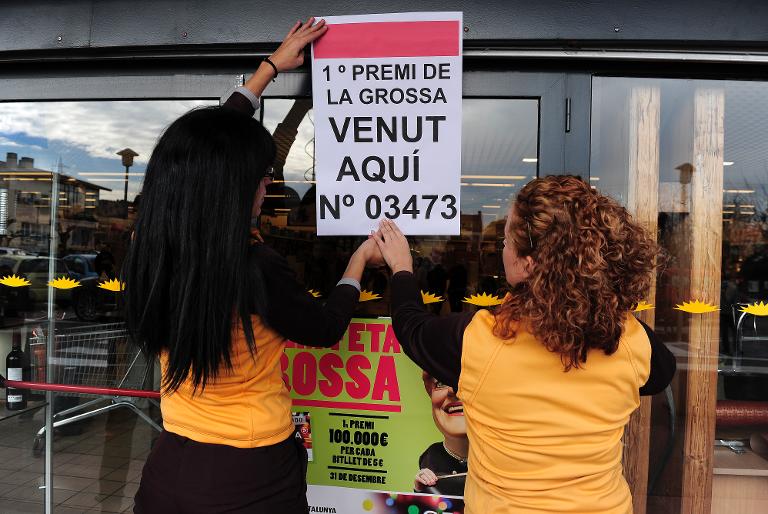 1 º PREMI DE
LA GROSSA
VENUT
AQUÍ
Nº 03473
ETA
OSSA
1R PREMI
100.000€
PER CADA
BITLLET DE 5€
31 DE DESEMBRE